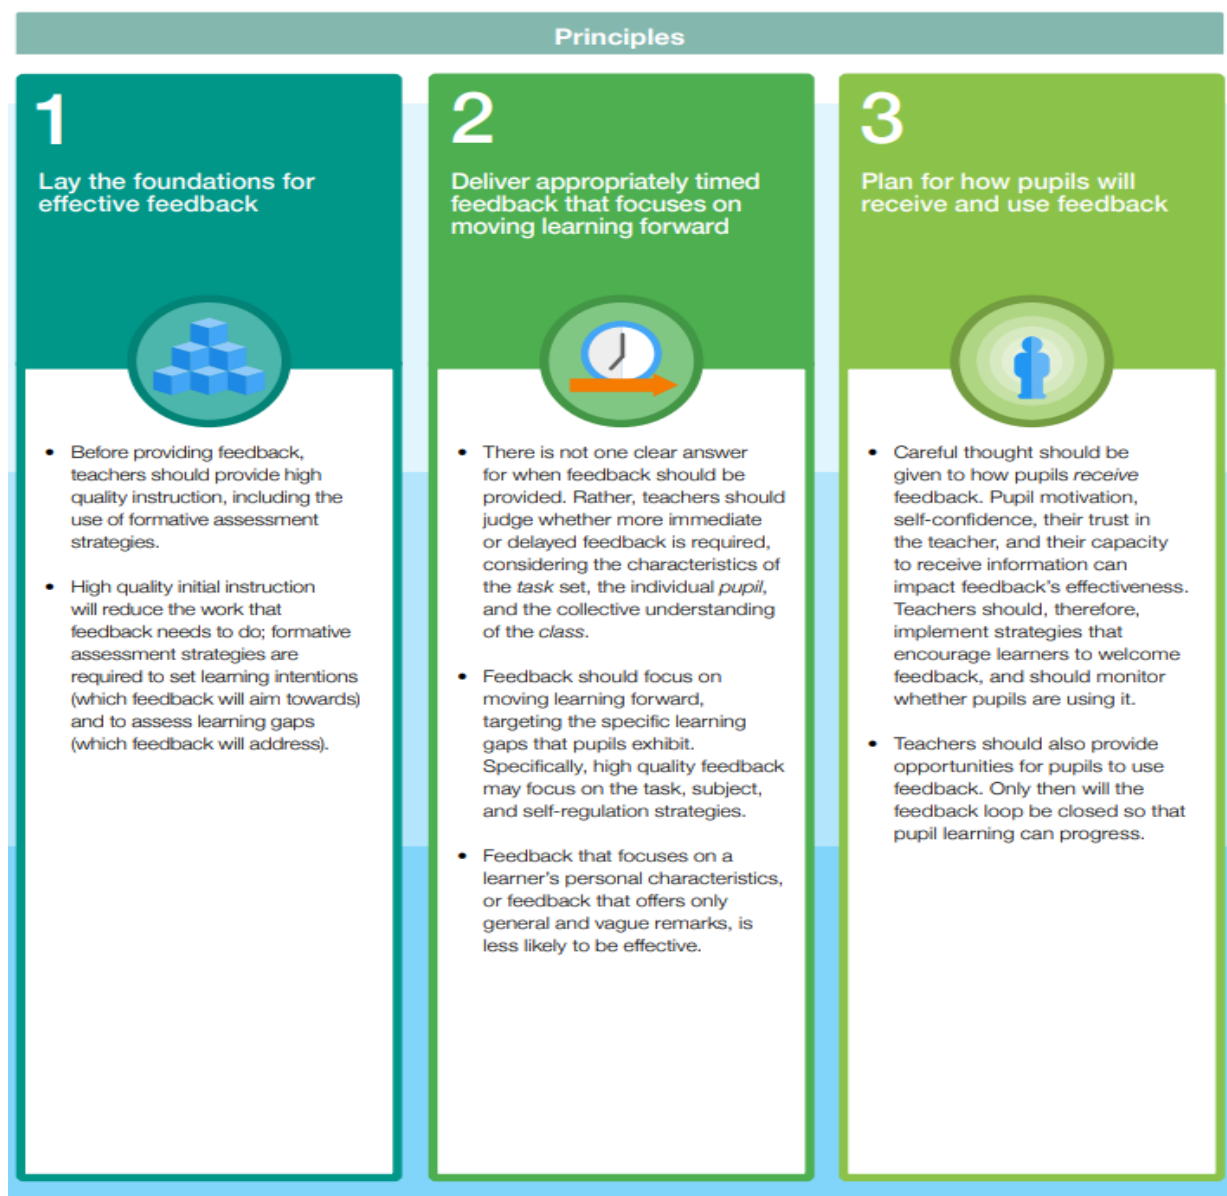 Principles
1
Lay the foundations for
effective feedback
• Before providing feedback,
teachers should provide high
quality instruction, including the
use of formative assessment
strategies.
• High quality initial instruction
will reduce the work that
feedback needs to do; formative
assessment strategies are
required to set learning intentions
(which feedback will aim towards)
and to assess learning gaps
(which feedback will address).
2
Deliver appropriately timed
feedback that focuses on
moving learning forward
• There is not one clear answer
for when feedback should be
provided. Rather, teachers should
judge whether more immediate
or delayed feedback is required,
considering the characteristics of
the task set, the individual pupil,
and the collective understanding
of the class.
• Feedback should focus on
moving learning forward,
targeting the specific learning
gaps that pupils exhibit.
Specifically, high quality feedback
may focus on the task, subject,
and self-regulation strategies.
• Feedback that focuses on a
learner's personal characteristics,
or feedback that offers only
general and vague remarks, is
less likely to be effective.
3
Plan for how pupils will
receive and use feedback
• Careful thought should be
given to how pupils receive
feedback. Pupil motivation,
self-confidence, their trust in
the teacher, and their capacity
to receive information can
impact feedback's effectiveness.
Teachers should, therefore,
implement strategies that
encourage learners to welcome
feedback, and should monitor
whether pupils are using it.
• Teachers should also provide
opportunities for pupils to use
feedback. Only then will the
feedback loop be closed so that
pupil learning can progress.